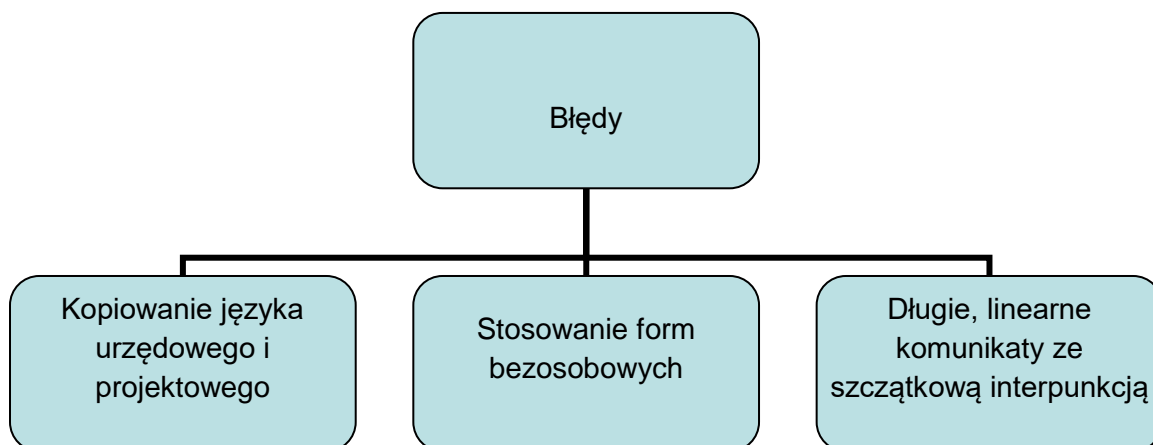 Błędy
Kopiowanie języka
urzędowego i
projektowego
Stosowanie form
bezosobowych
Długie, linearne
komunikaty ze
szczątkową interpunkcją